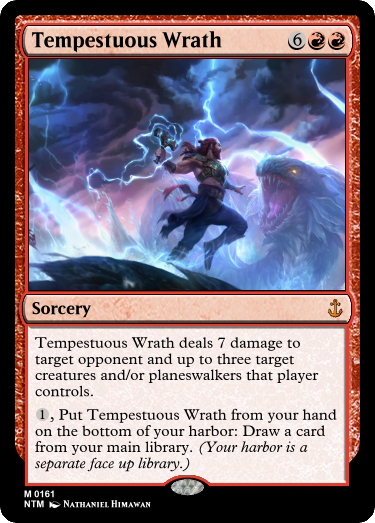 Tempestuous Wrath 6
Sorcery
Tempestuous Wrath deals 7 damage to
target opponent and up to three target
creatures and/or planeswalkers that player
controls.
1, Put Tempestuous Wrath from your hand
on the bottom of your harbor: Draw a card
from your main library. (Your harbor is a
separate face up library.)
M 0161
NTM Nathaniel Himawan